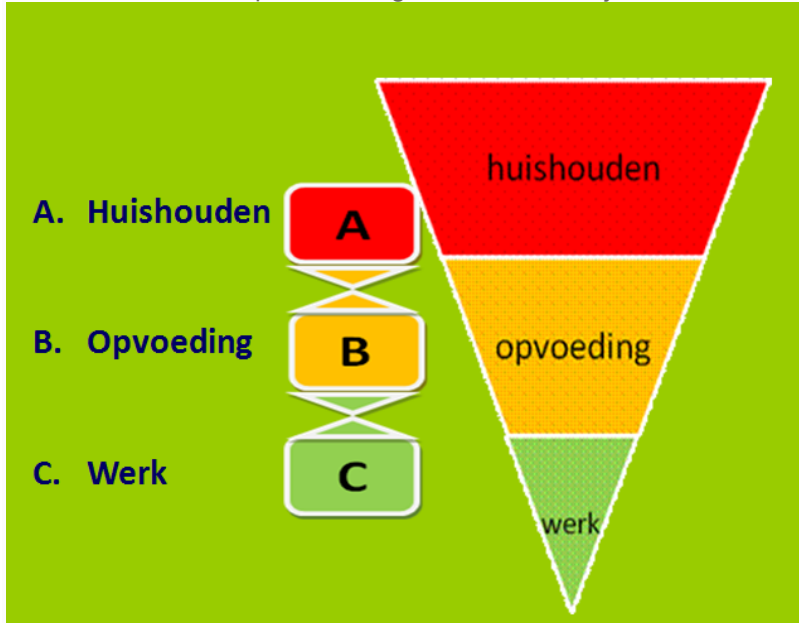 A. Huishouden
A
B. Opvoeding
B
C. Werk
C
huishouden
opvoeding
werk